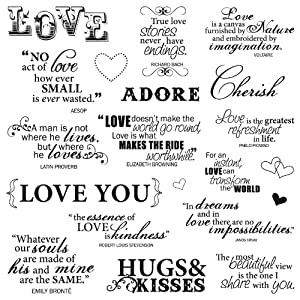 LOVE
True love
stories
never have
endings.
RICHARD BACH
Love
is a canvas
furnished by Nature
and embroidered by
imagination.
VOLTAIRE
"NO
act of love
how ever
SMALL
is ever wasted."
AESOP
ADORE
Cherish
A man is not
where he lives,
but where
he loves.
LATIN PROVERB
LOVE doesn't make the
world go round,
Love is what
MAKES THE RIDE
worthwhile.
ELIZABETH BROWNING
Love is the greatest
refreshment
in life.
PABLO PICASSO
For an
instant
LOVE can
transform
the WORLD
{LOVE YOU}
"the essence of
LOVE is
kindness"
ROBERT LOUIS STEVENSON
"In dreams
and in
love there are no
impossibilities."
JANOS
"Whatever
our souls
are made of
his and mine
are the SAME."
EMILY BRONTË
HUGS &
KISSES
The most
beautiful view
is the one I
share with you.